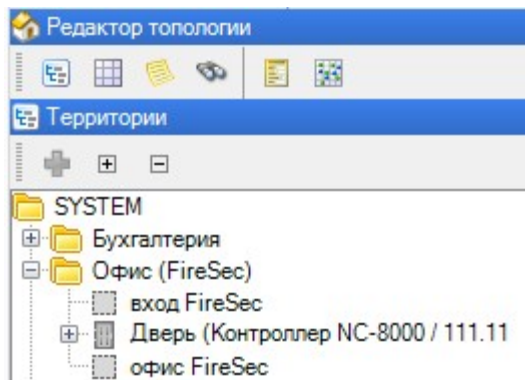 Редактор топологии
Территории
SYSTEM
Бухгалтерия
Офис (FireSec)
вход FireSec
Дверь (Контроллер NC-8000 / 111.11
офис FireSec